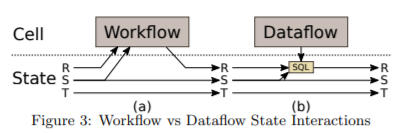 Cell Workflow Dataflow
State R R R
S S SQL S
T T T
(a) (b)
Figure 3: Workflow vs Dataflow State Interactions